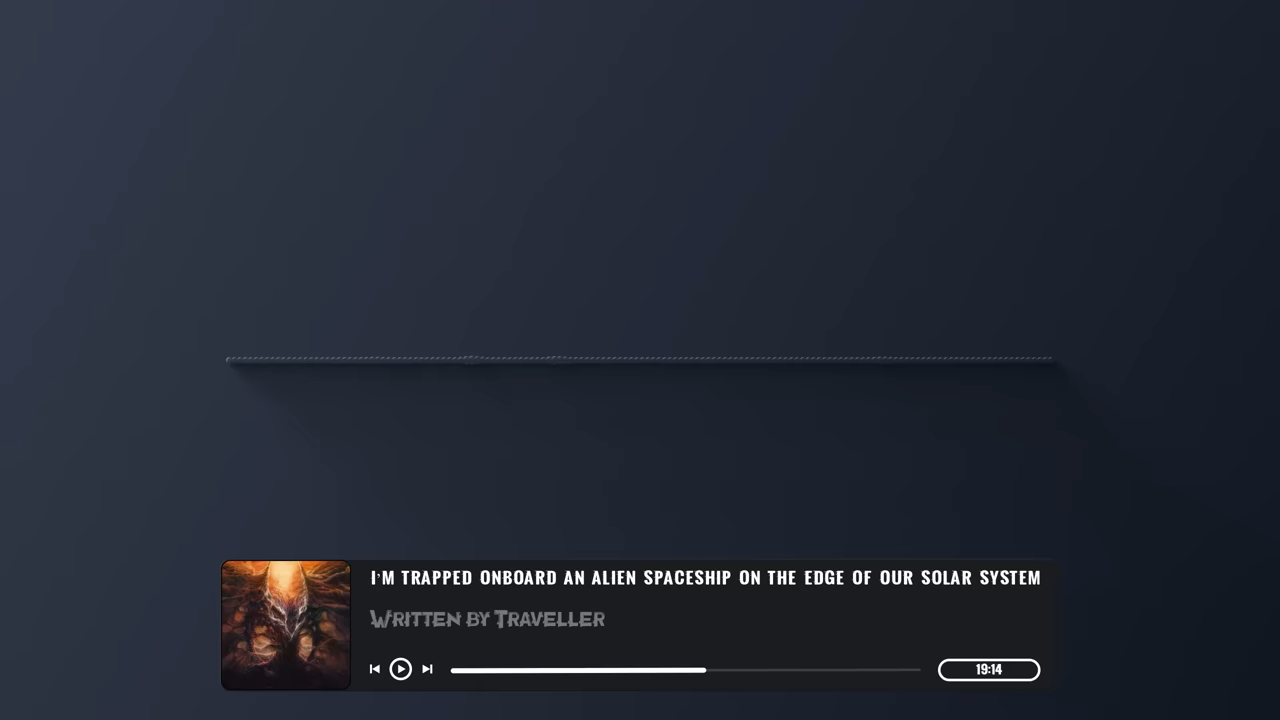 I'M TRAPPED ONBOARD AN ALIEN SPACESHIP ON THE EDGE OF OUR SOLAR SYSTEM
WRITTEN BY TRAVELLER
19:14